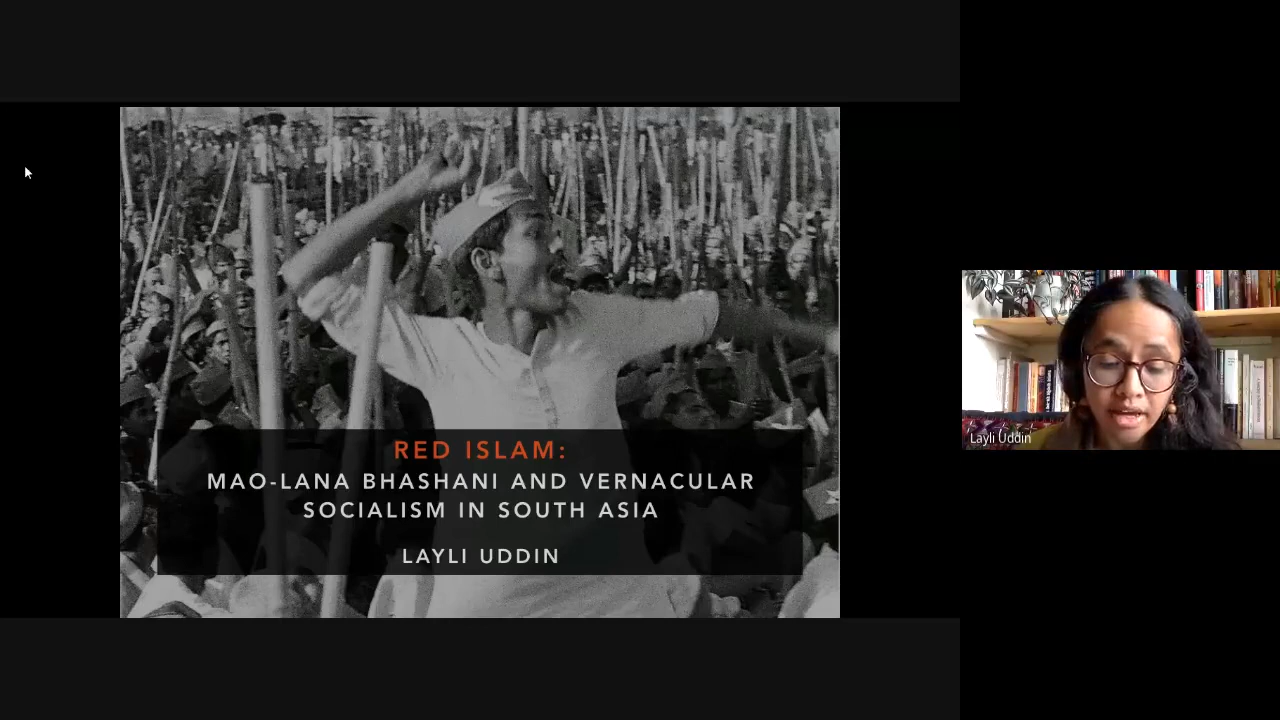 RED ISLAM:
MAO-LANA BHASHANI AND VERNACULAR
SOCIALISM IN SOUTH ASIA
LAYLI UDDIN
Layli Uddin